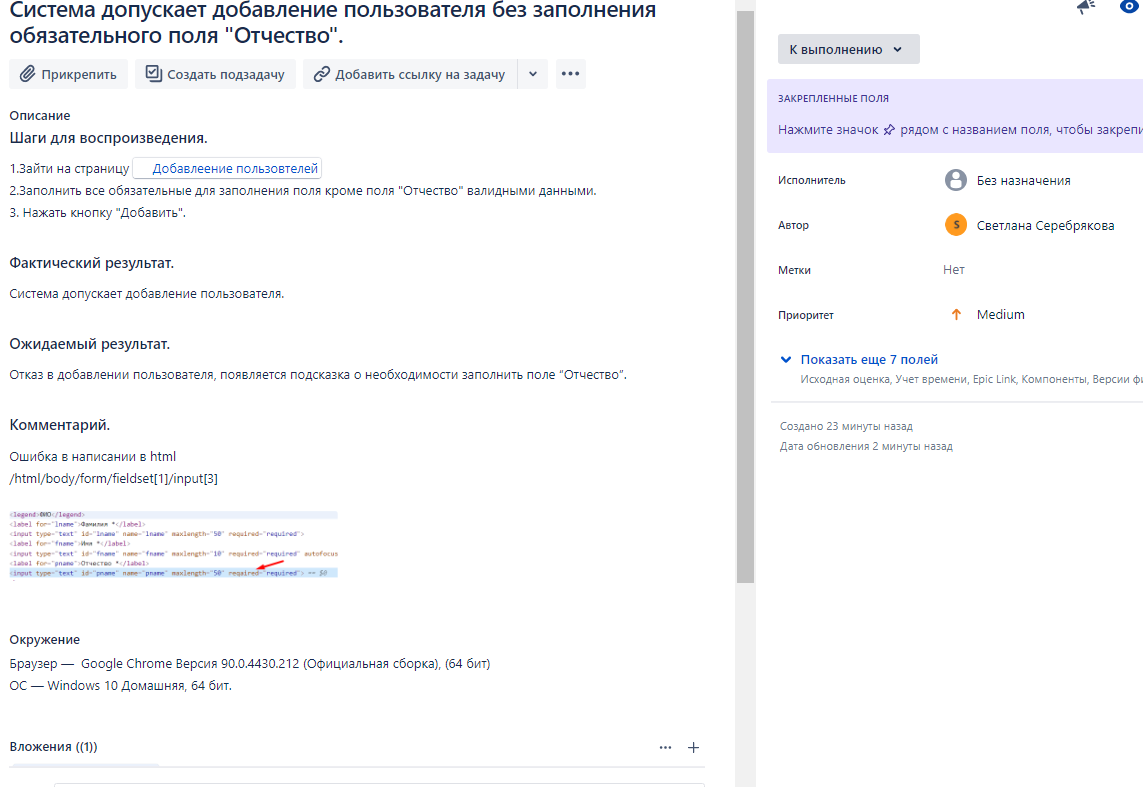 Система допускает добавление пользователя без заполнения
обязательного поля "Отчество".
Прикрепить
Создать подзадачу
Добавить ссылку на задачу
Описание
Шаги для воспроизведения.
1.Зайти на страницу Добавлеение пользовтелей
2.Заполнить все обязательные для заполнения поля кроме поля "Отчество" валидными данными.
3. Нажать кнопку "Добавить".
Фактический результат.
Система допускает добавление пользователя.
Ожидаемый результат.
Отказ в добавлении пользователя, появляется подсказка о необходимости заполнить поле “Отчество”.
Комментарий.
Ошибка в написании в html
/html/body/form/fieldset[1]/input[3]
<legend>ФИО</legend>
<label for="lname">Фамилия *</label>
<input type="text" id="lname" name="lname" maxlength="50" required="required">
<label for="fname">Имя *</label>
<input type="text" id="fname" name="fname" maxlength="10" required="required" autofocus
<label for="pname">Отчество *</label>
<input type="text" id="pname" name="pname" maxlength="50" ="required"> == $0
Окружение
Браузер — Google Chrome Версия 90.0.4430.212 (Официальная сборка), (64 бит)
ОС — Windows 10 Домашняя, 64 бит.
Вложения ((1))
К выполнению
ЗАКРЕПЛЕННЫЕ ПОЛЯ
Нажмите значок рядом с названием поля, чтобы закрепи
Исполнитель
Без назначения
Автор
S Светлана Серебрякова
Метки
Нет
Приоритет
Medium
Показать еще 7 полей
Исходная оценка, Учет времени, Epic Link, Компоненты, Версии фи
Создано 23 минуты назад
Дата обновления 2 минуты назад